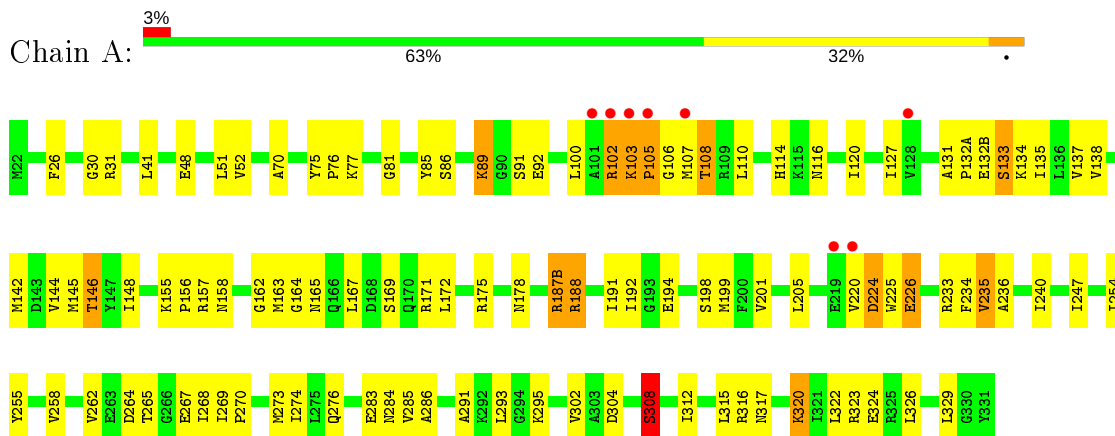 3%
Chain A:
63% 32% •
M22 F26 G30 R31 L41 E48 L51 V52 A70 Y75 P76 K77 G81 Y85 S86 K89 G90 S91 E92 L100 A101 R102 K103 P105 G106 M107 T108 R109 L110 H114 K115 N116 I120 I127 V128 A131 P132A E132B S133 K134 I135 L136 V137 V138
M142 D143 V144 M145 T146 Y147 I148 K155 P156 R157 N158 G162 M163 G164 N165 Q166 L167 D168 S169 Q170 R171 L172 R175 N178 R187B R188 I191 I192 G193 E194 S198 M199 F200 V201 L205 E219 V220 D224 W225 E226 R233 F234 V235 A236 I240 I247
Y255 V258 V262 E263 D264 T265 G266 E267 I268 I269 P270 M273 I274 L275 Q276 E283 N284 V285 A286 A291 K292 L293 G294 K295 V302 A303 D304 S308 I312 L315 R316 N317 K320 I321 L322 R323 E324 R325 L326 L329 G330 Y331